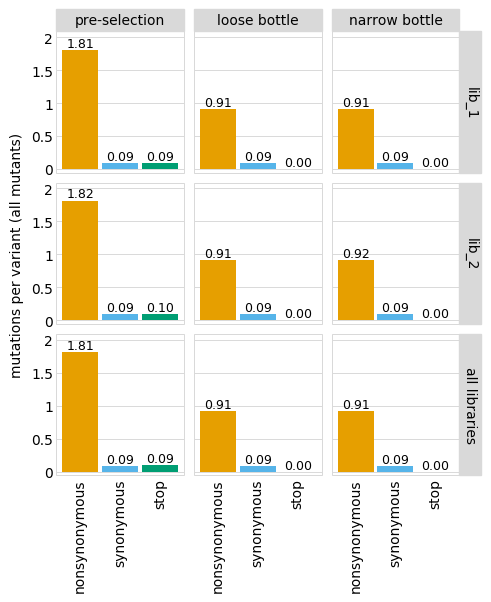 pre-selection loose bottle narrow bottle
mutations per variant (all mutants)
2
1.5
1
0.5
0
1.81 0.09 0.09
0.91 0.09 0.00
0.91 0.09 0.00
lib_1
2
1.5
1
0.5
0
1.82 0.09 0.10
0.91 0.09 0.00
0.92 0.09 0.00
lib_2
2
1.5
1
0.5
0
1.81 0.09 0.09
0.91 0.09 0.00
0.91 0.09 0.00
all libraries
nonsynonymous
synonymous
stop
nonsynonymous
synonymous
stop
nonsynonymous
synonymous
stop